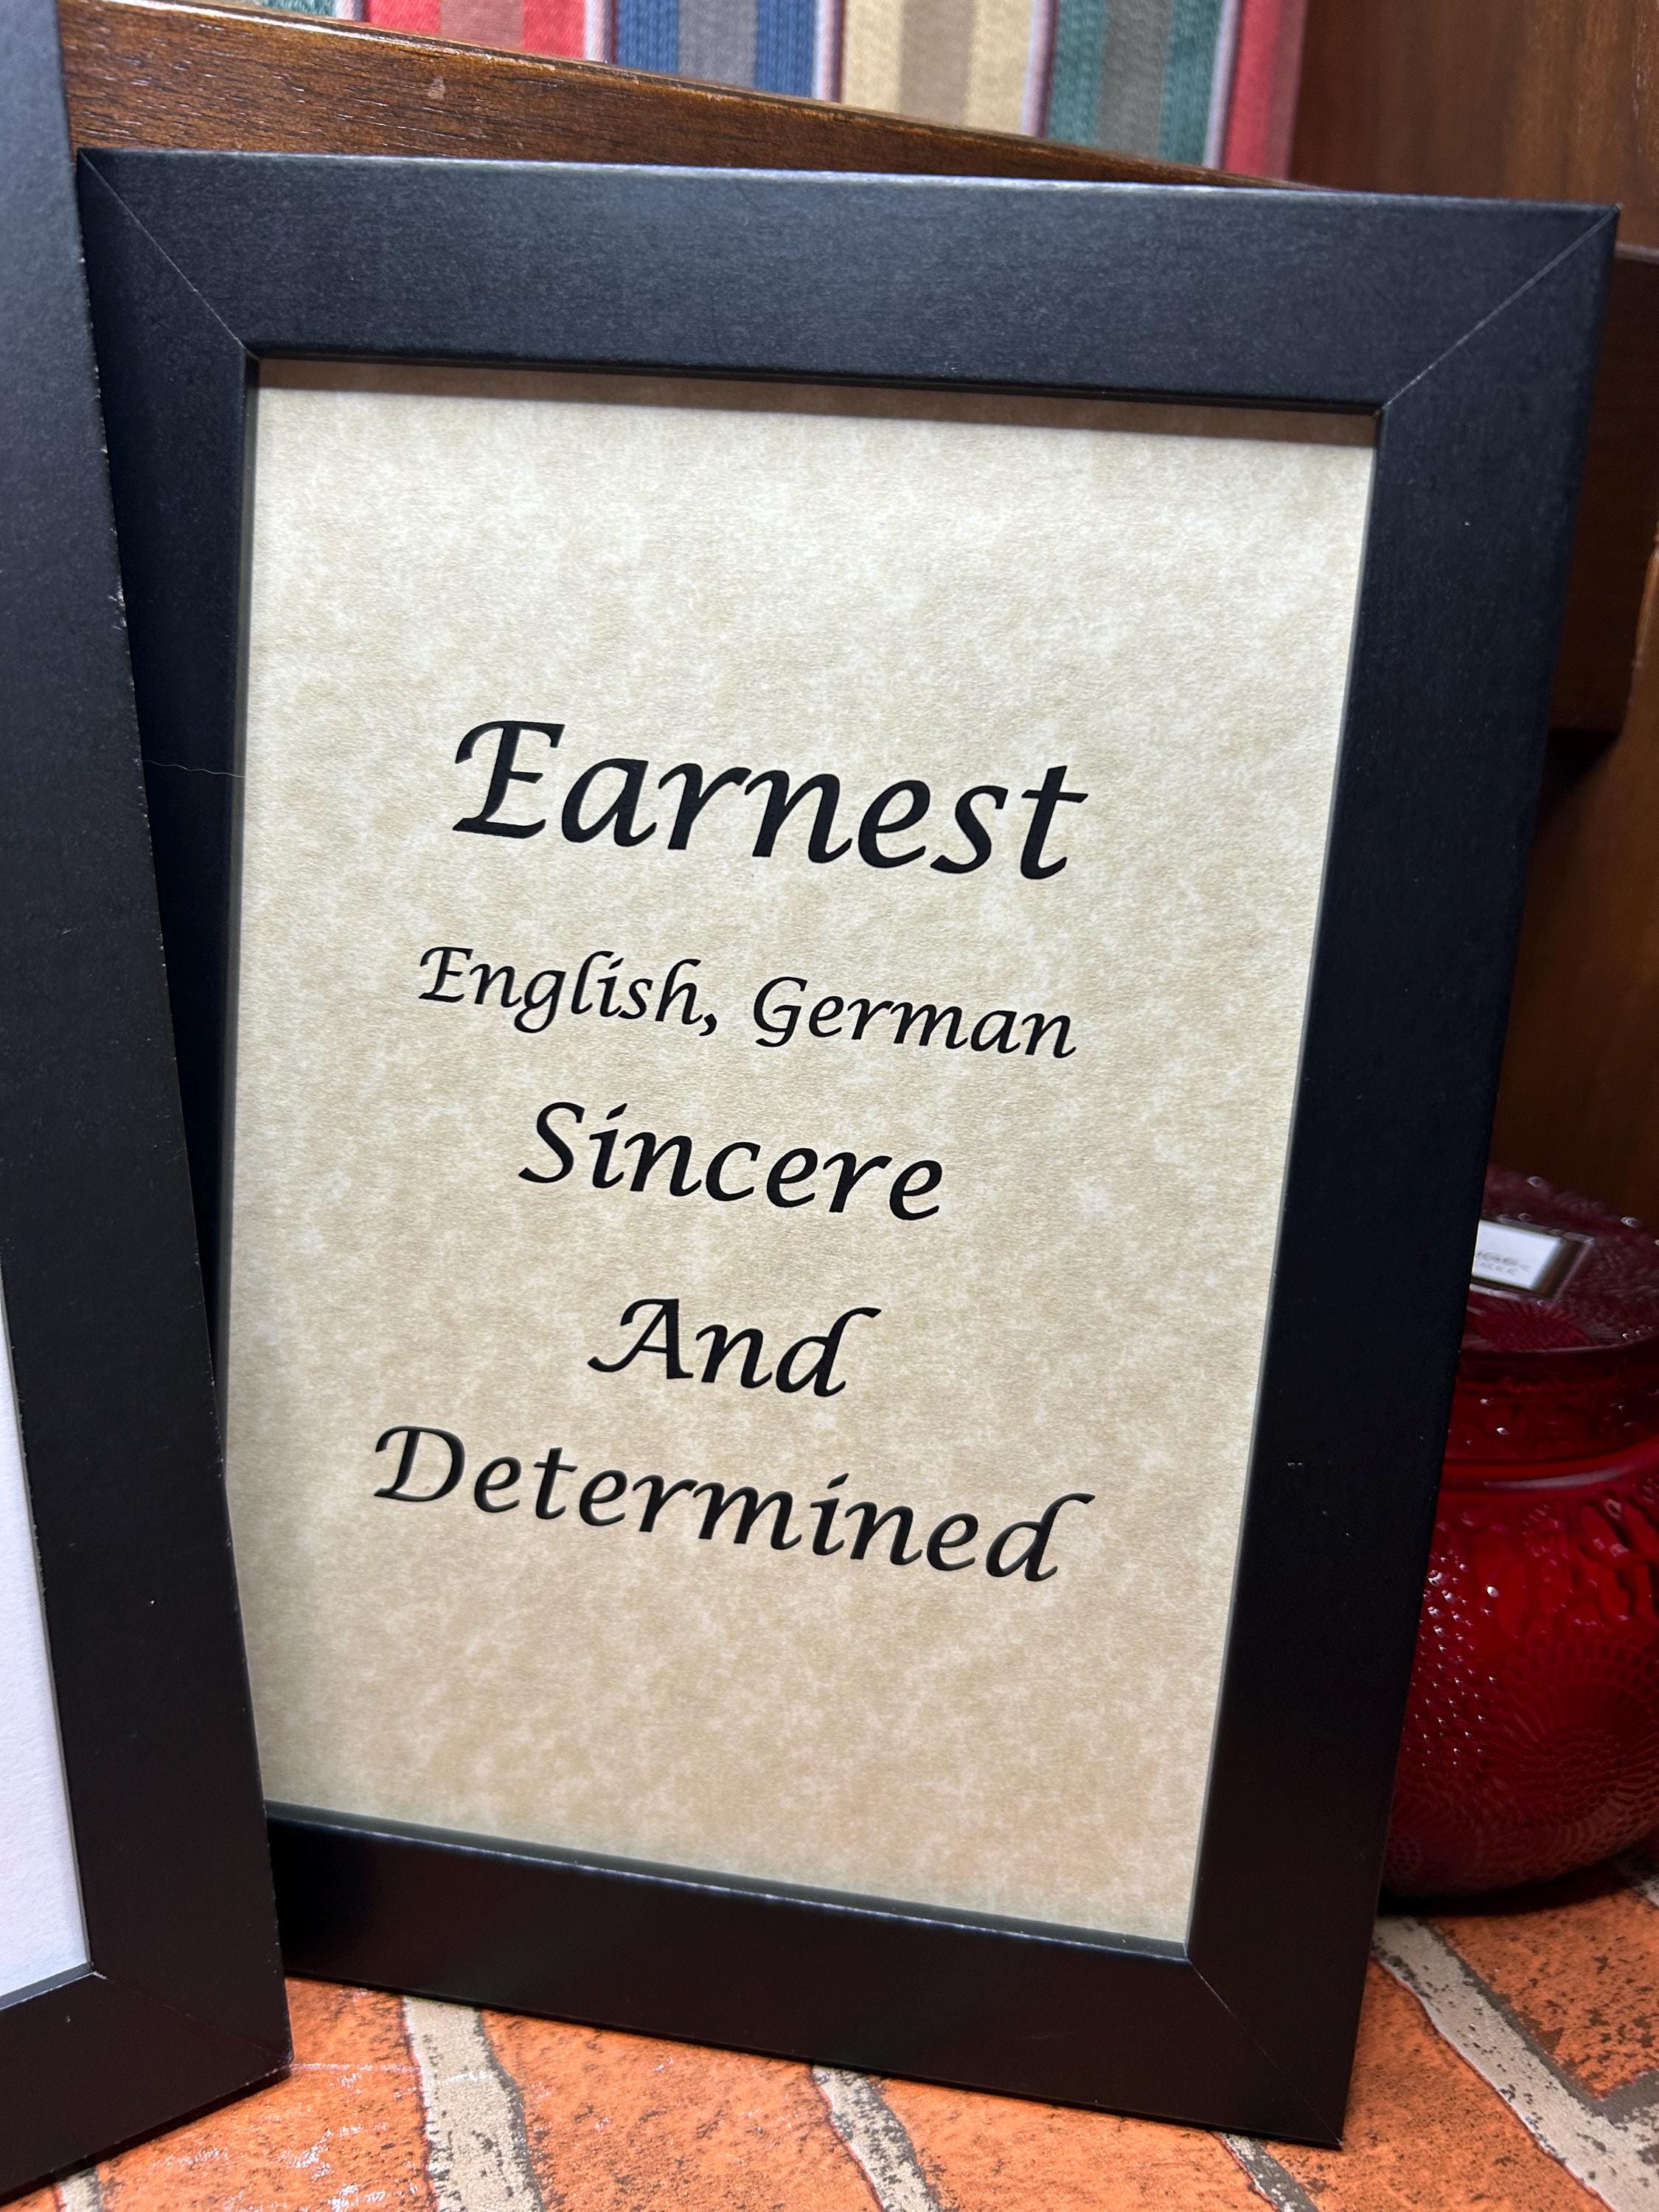 Earnest
English, German
Sincere
And
Determined